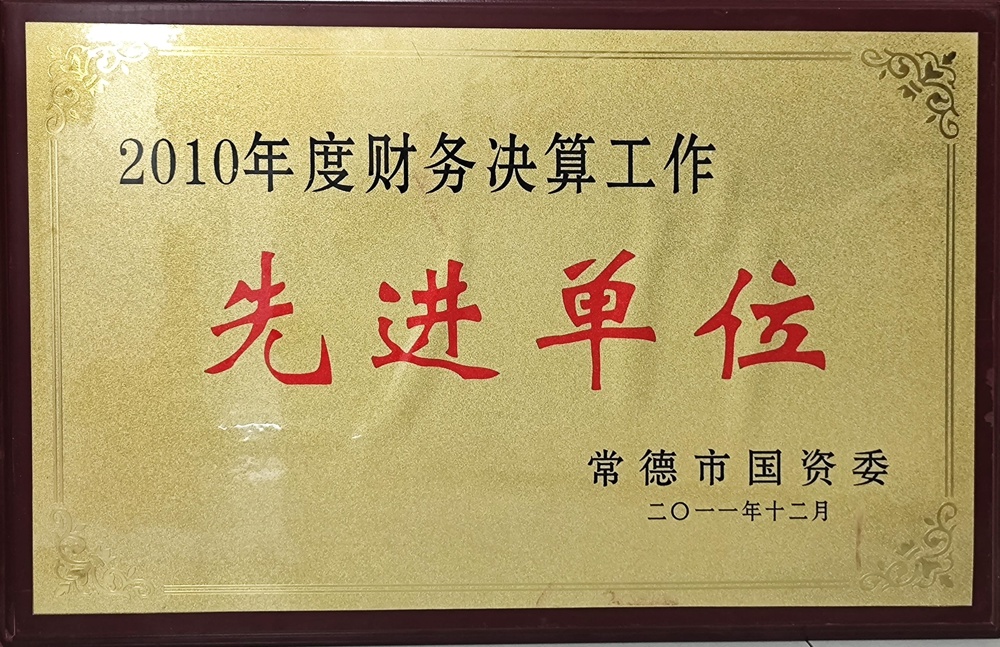 2010年度财务决算工作
先进单位
常德市国资委
二〇一一年十二月